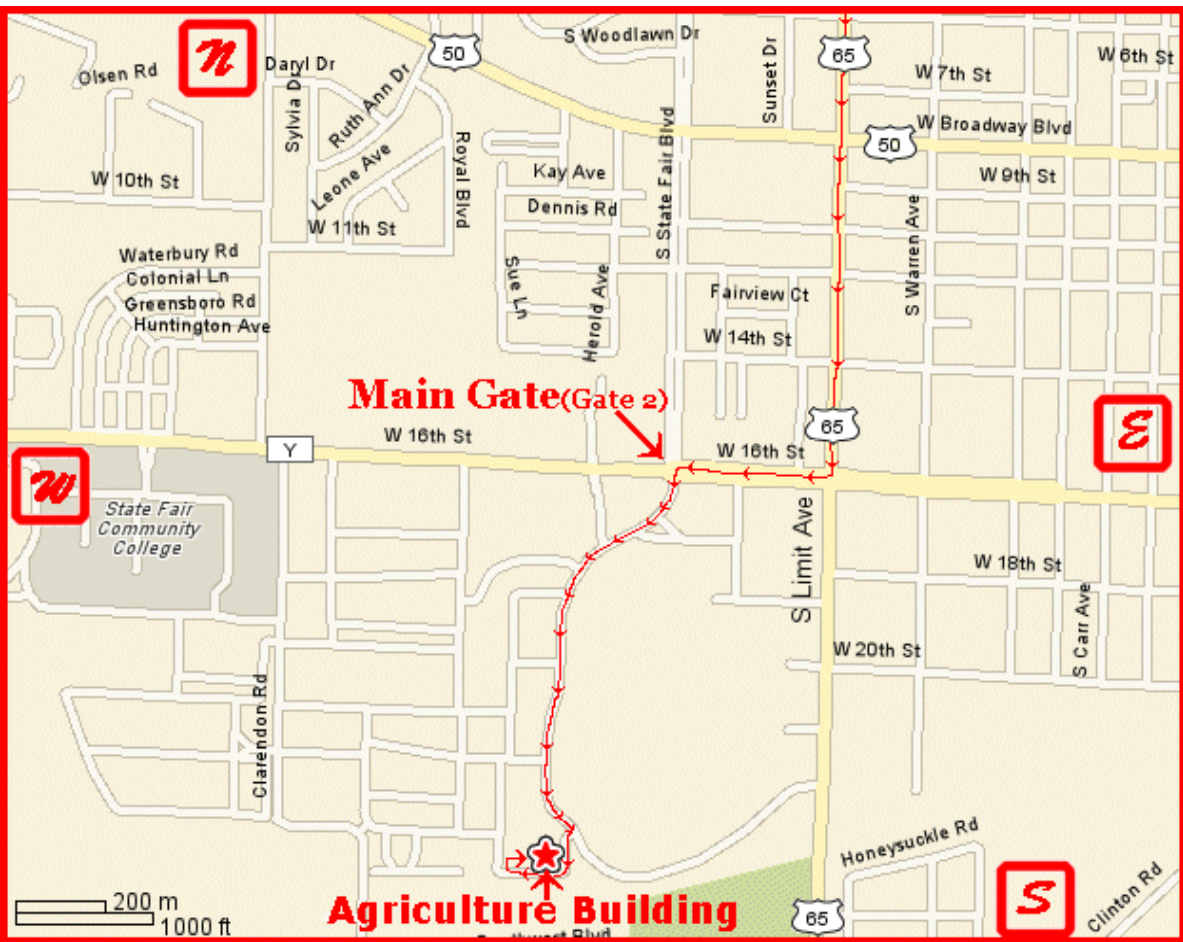 S Woodlawn Dr
N
50
65
W 6th St
Olsen Rd
Daryl Dr
Sunset Dr
W 7th St
Sylvia Dr
Ruth Ann Dr
S State Fair Blvd
W Broadway Blvd
50
Royal Blvd
Leone Ave
Kay Ave
W 9th St
W 10th St
Dennis Rd
W 11th St
S Warren Ave
Waterbury Rd
Colonial Ln
Sue Ln
Herold Ave
Fairview Ct
Greensboro Rd
Huntington Ave
W 14th St
Main Gate(Gate 2)
65
E
W 16th St
W 16th St
Y
W
State Fair
Community
College
S Limit Ave
W 18th St
S Carr Ave
W 20th St
Clarendon Rd
Honeysuckle Rd
S
Clinton Rd
200 m
1000 ft
Agriculture Building
65